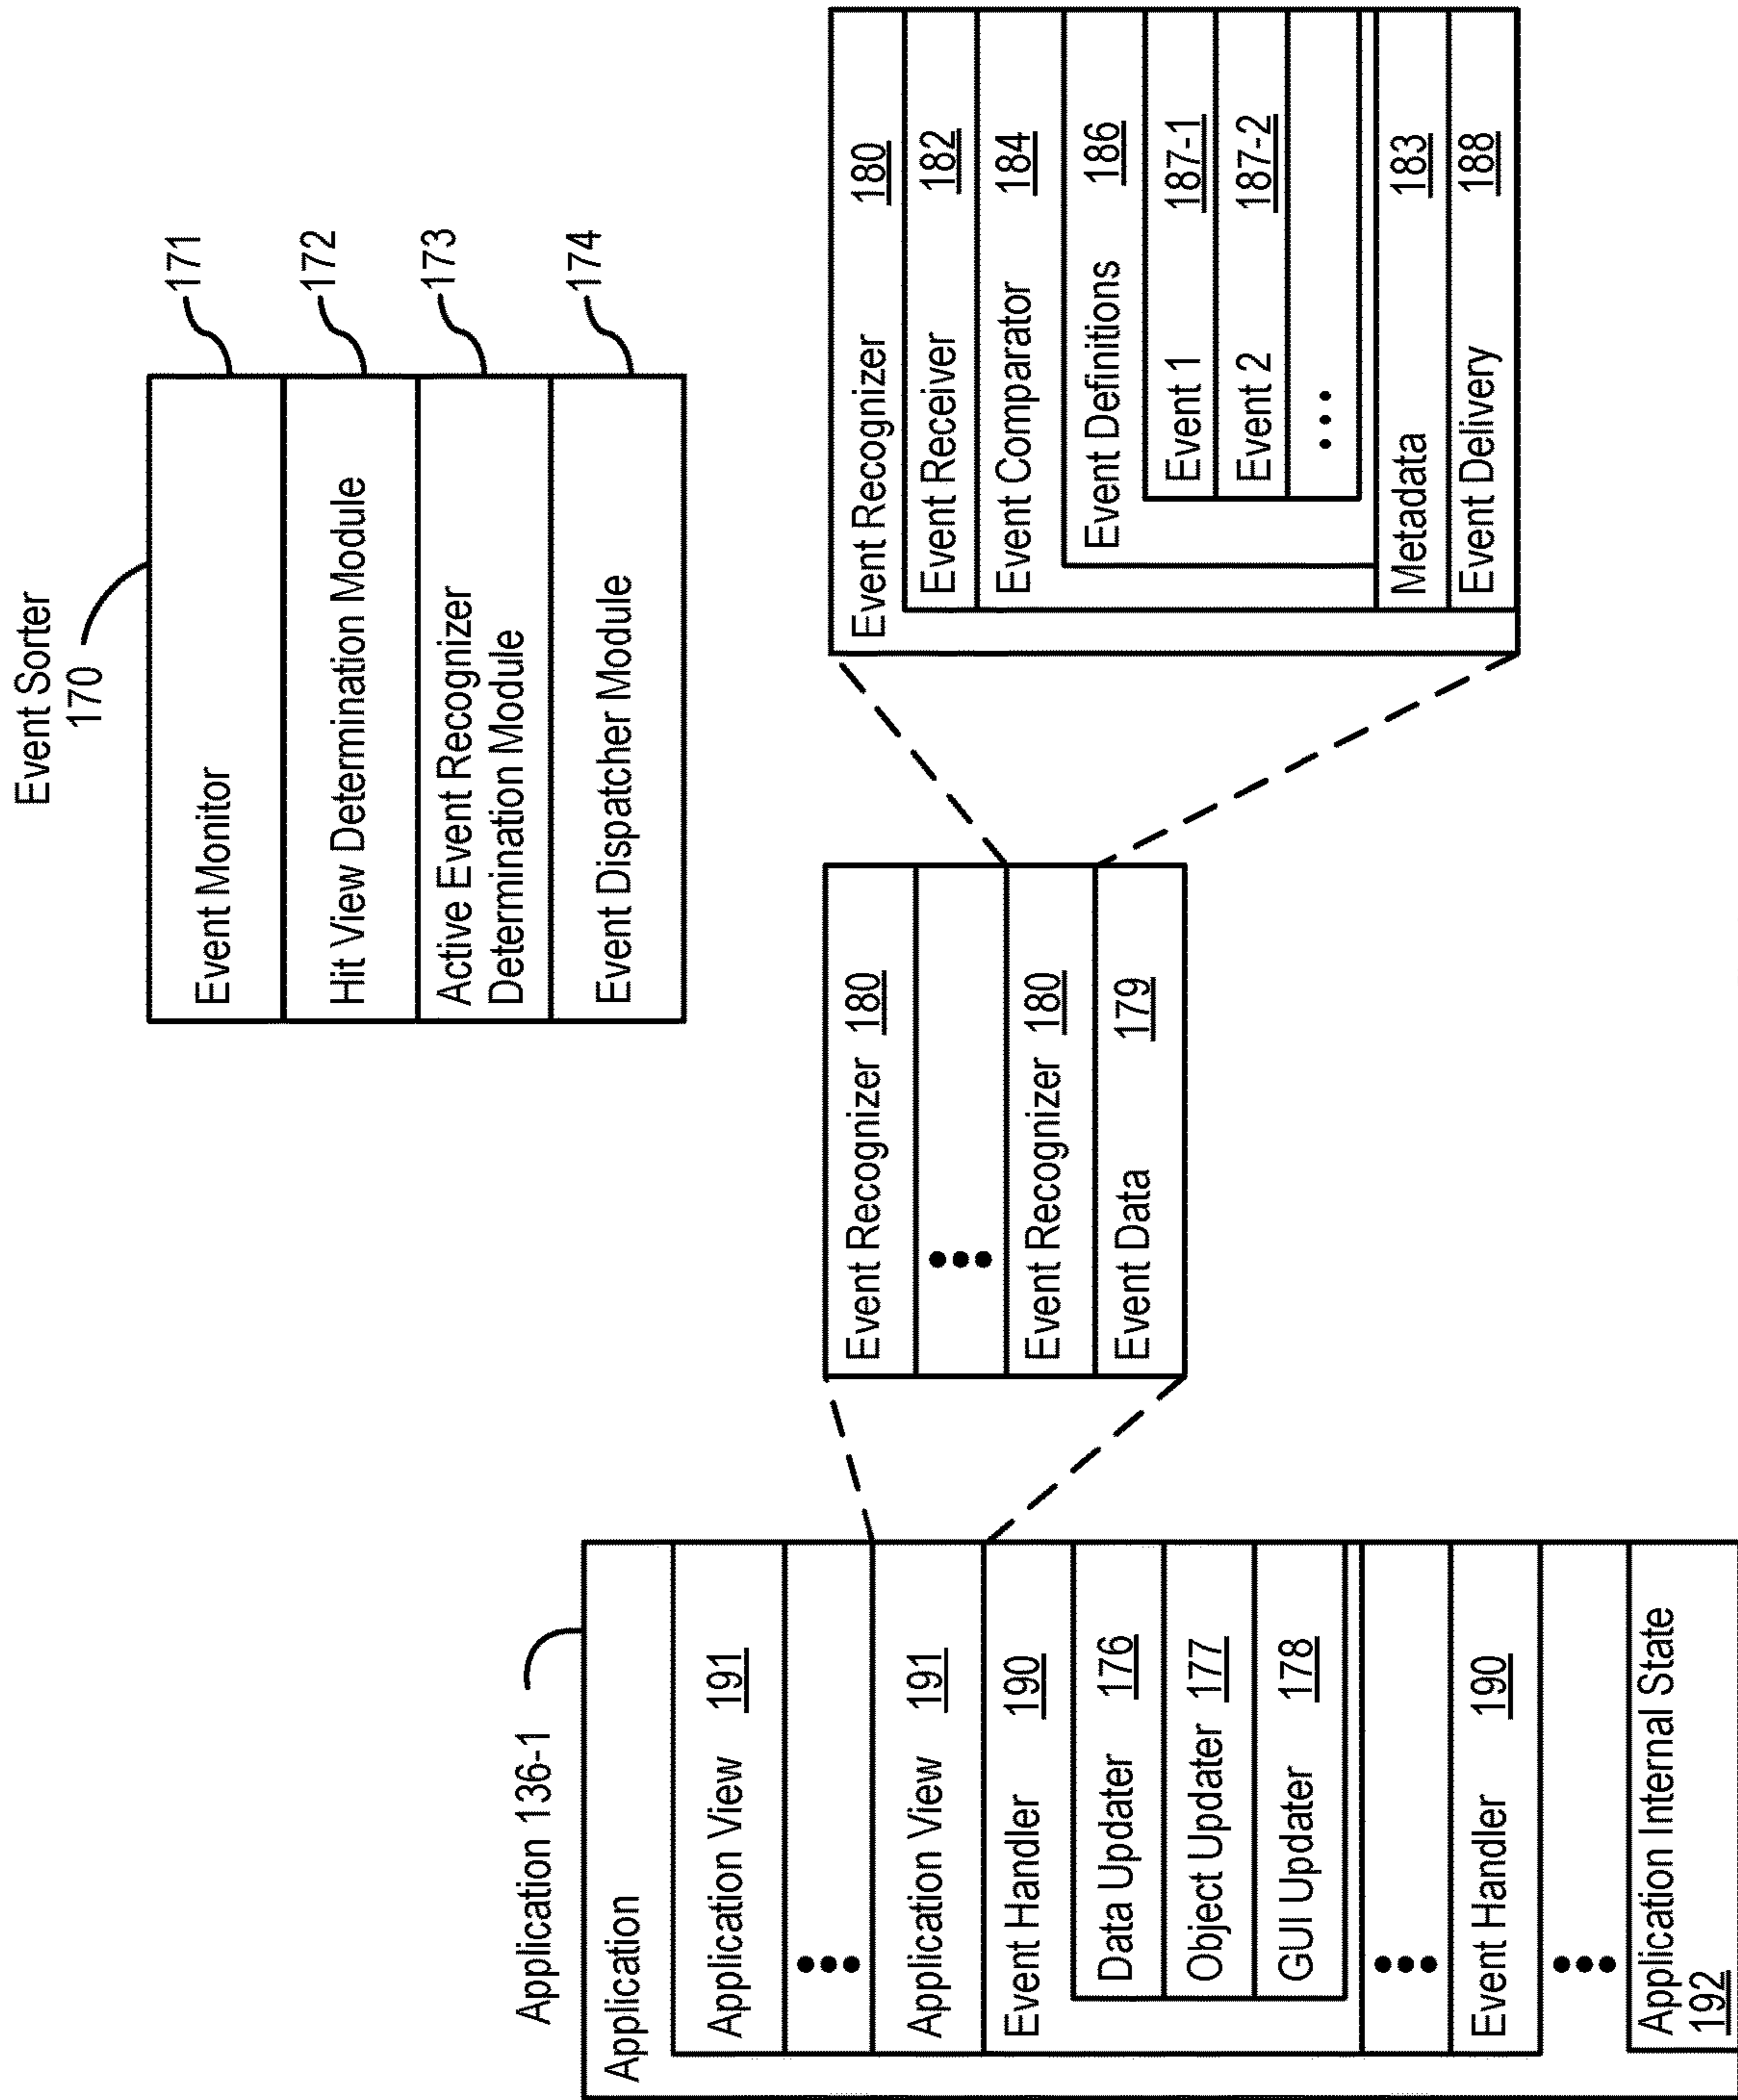 Event Sorter
170
Event Monitor
171
Hit View Determination Module
172
Active Event Recognizer
Determination Module
173
Event Dispatcher Module
174
Application 136-1
Application
Application View 191
•••
Application View 191
Event Handler 190
Data Updater 176
Object Updater 177
GUI Updater 178
•••
Event Handler 190
•••
Application Internal State
192
Event Recognizer 180
•••
Event Recognizer 180
Event Data 179
Event Recognizer 180
Event Receiver 182
Event Comparator 184
Event Definitions 186
Event 1 187-1
Event 2 187-2
•••
Metadata 183
Event Delivery 188